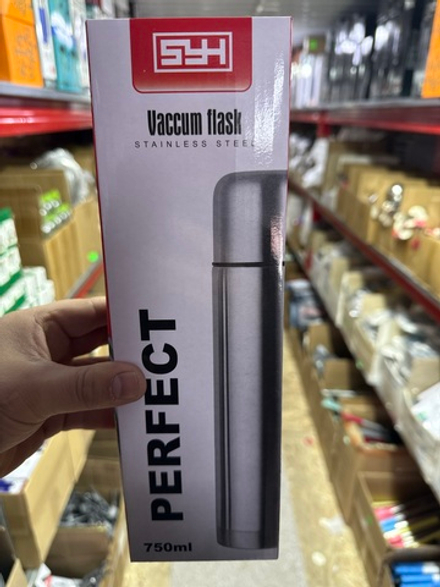 SYH
Vaccum flask
STAINLESS STEEL
PERFECT
750ml